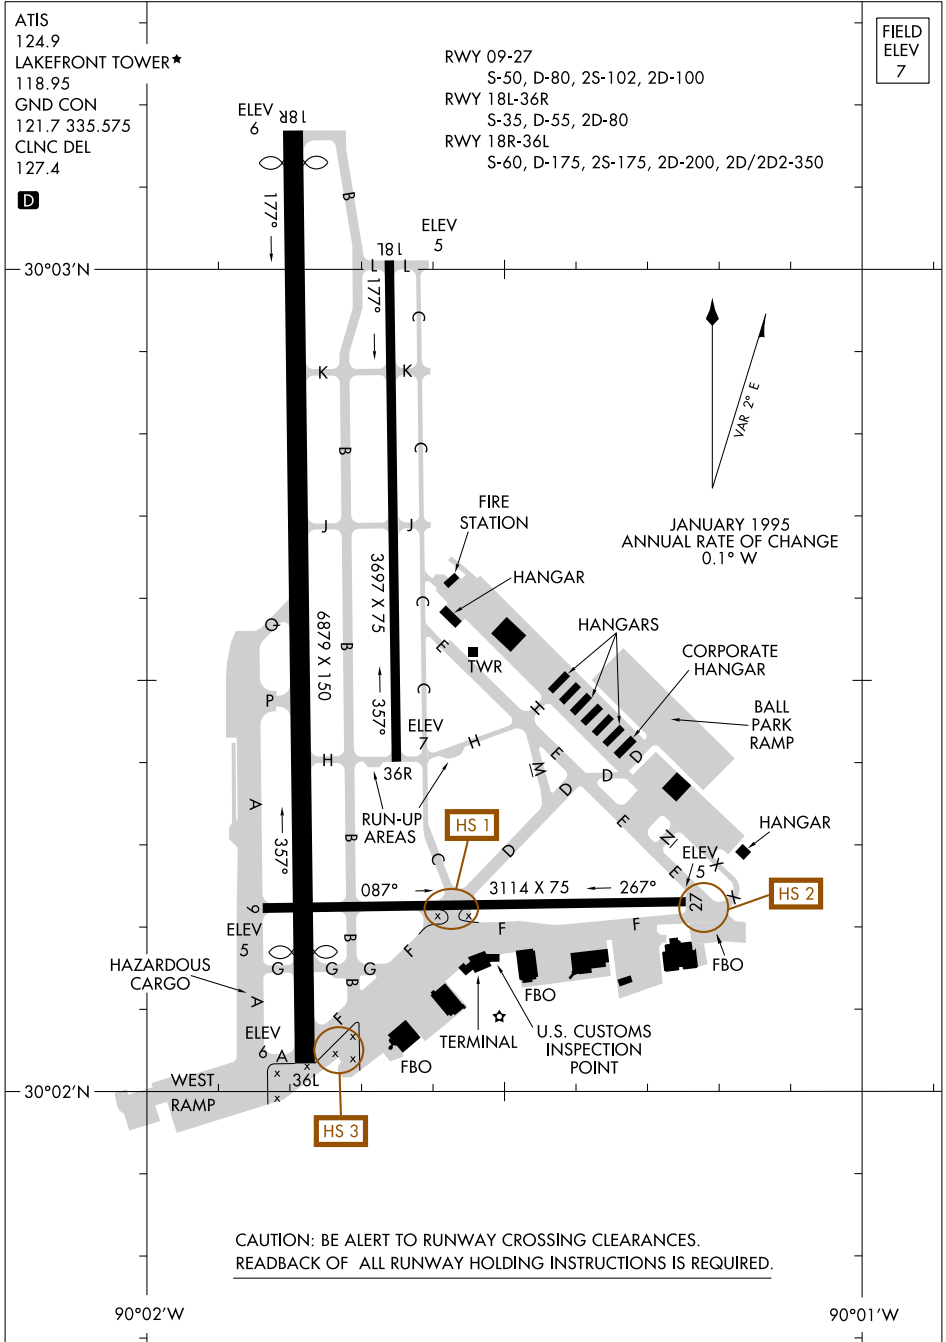 ATIS
124.9
LAKEFRONT TOWER★
118.95
GND CON
121.7 335.575
CLNC DEL
127.4
D
RWY 09-27
S-50, D-80, 2S-102, 2D-100
RWY 18L-36R
S-35, D-55, 2D-80
RWY 18R-36L
S-60, D-175, 2S-175, 2D-200, 2D/2D2-350
FIELD
ELEV
7
ELEV
6
18R
177°
B
ELEV
5
18L
30°03'N
L
L
177°
C
K
K
VAR 2° E
B
C
JANUARY 1995
ANNUAL RATE OF CHANGE
0.1° W
FIRE
STATION
J
J
HANGAR
3697 X 75
C
6879 X 150
Q
B
E
TWR
HANGARS
CORPORATE
HANGAR
P
357°
C
H
BALL
PARK
RAMP
ELEV
7
H
H
E
D
36R
M
D
D
A
RUN-UP
AREAS
HS 1
E
HANGAR
357°
B
C
D
N
X
E
ELEV
5
087°
3114 X 75
267°
27
X
HS 2
9
x
x
F
F
ELEV
5
B
F
FBO
HAZARDOUS
CARGO
G
G
G
B
FBO
A
F
TERMINAL
U.S. CUSTOMS
INSPECTION
POINT
ELEV
6
A
x
x
x
FBO
WEST
RAMP
x
x
36L
x
30°02'N
HS 3
CAUTION: BE ALERT TO RUNWAY CROSSING CLEARANCES.
READBACK OF ALL RUNWAY HOLDING INSTRUCTIONS IS REQUIRED.
90°02'W
90°01'W